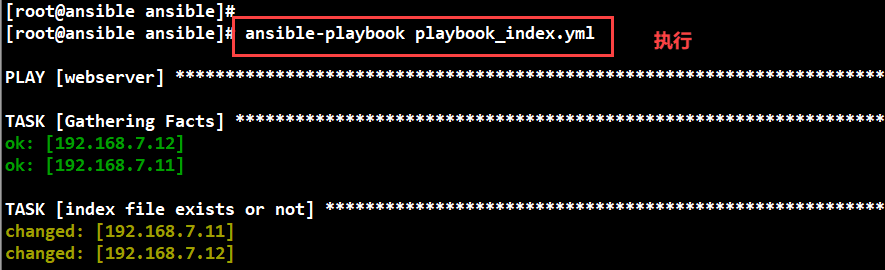 [root@ansible ansible]#
[root@ansible ansible]# ansible-playbook playbook_index.yml 执行
PLAY [webserver] ***********************************************************************
TASK [Gathering Facts] *****************************************************************
ok: [192.168.7.12]
ok: [192.168.7.11]
TASK [index file exists or not] ********************************************************
changed: [192.168.7.11]
changed: [192.168.7.12]